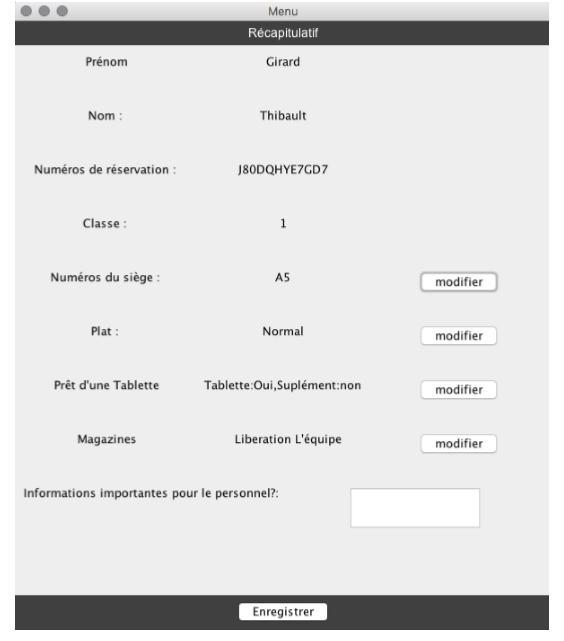 Menu
Récapitulatif
Prénom Girard
Nom : Thibault
Numéros de réservation : J80DQHYE7GD7
Classe : 1
Numéros du siège : A5 modifier
Plat : Normal modifier
Prêt d'une Tablette Tablette:Oui,Suplément:non modifier
Magazines Liberation L'équipe modifier
Informations importantes pour le personnel?:
Enregistrer